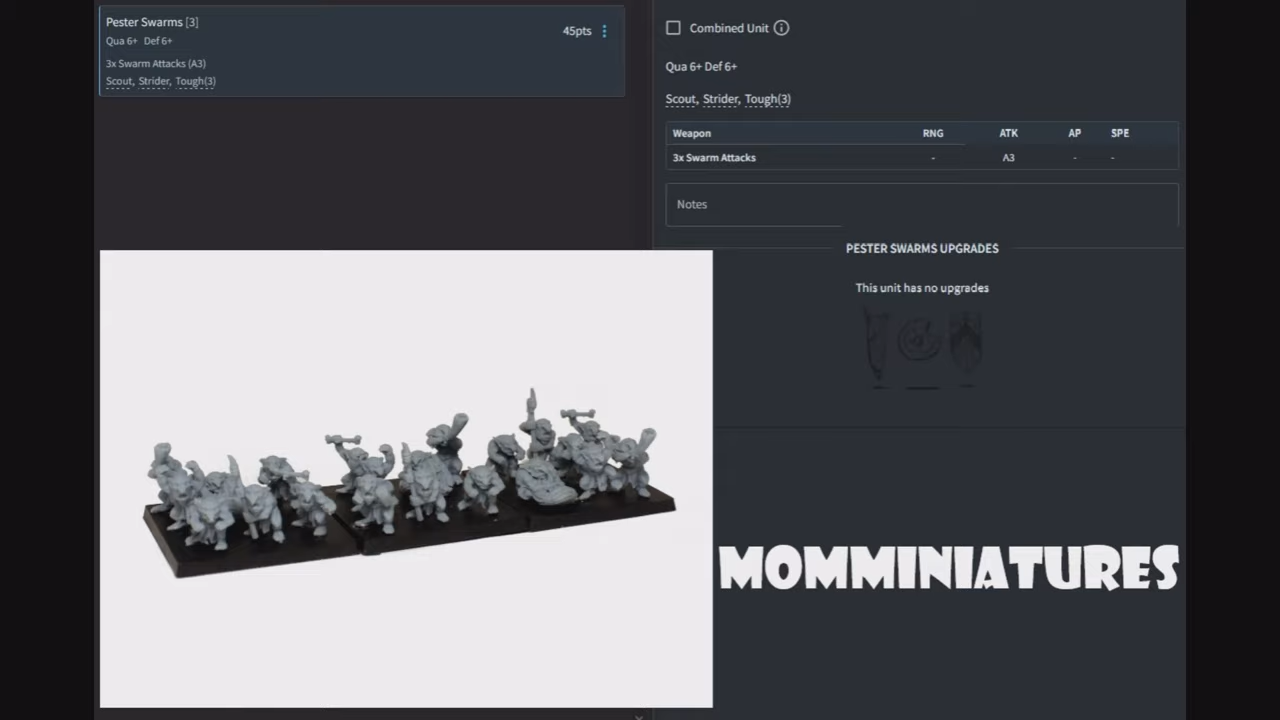 Pester Swarms [3]
45pts
Qua 6+ Def 6+
3x Swarm Attacks (A3)
Scout, Strider, Tough(3)
Combined Unit
Qua 6+ Def 6+
Scout, Strider, Tough(3)
Weapon RNG ATK AP SPE
3x Swarm Attacks - A3 - -
Notes
PESTER SWARMS UPGRADES
This unit has no upgrades
MOMMINIATURES